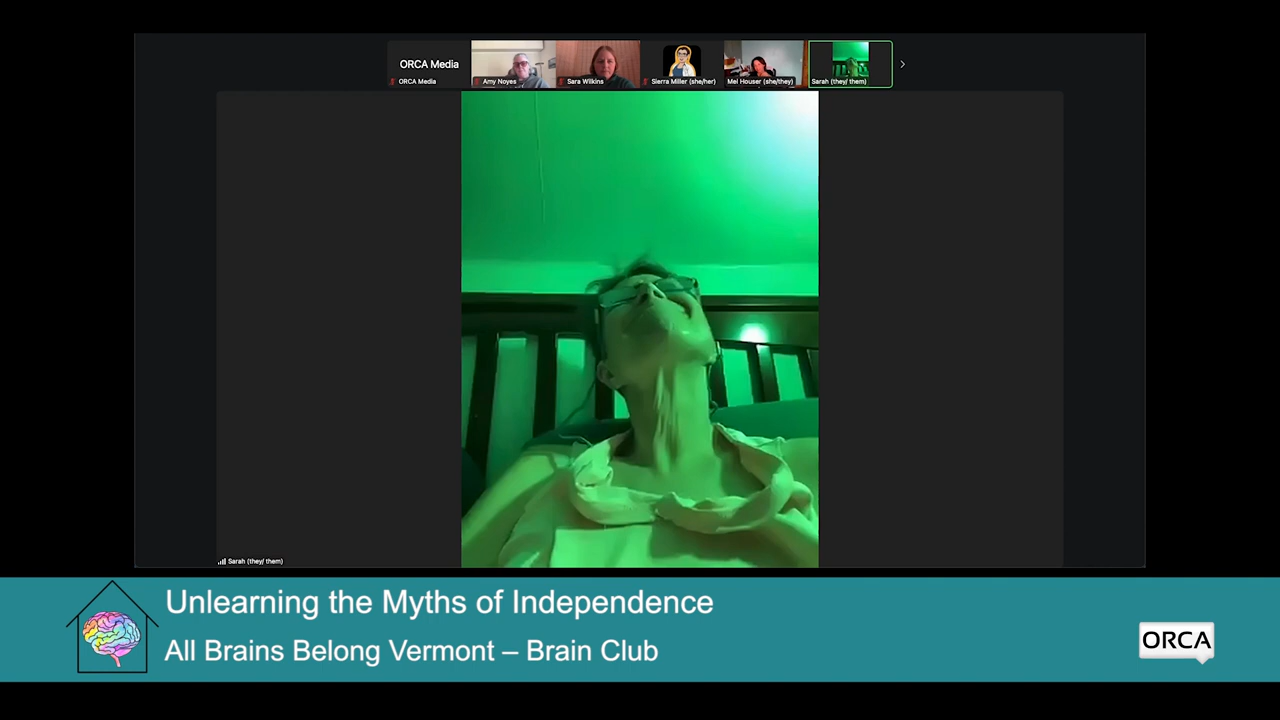 ORCA Media
ORCA Media
Amy Noyes
Sara Wilkins
Sierra Miller (she/her)
Mel Houser (she/they)
Sarah (they/ them)
Sarah (they/ them)
Unlearning the Myths of Independence
All Brains Belong Vermont – Brain Club
ORCA